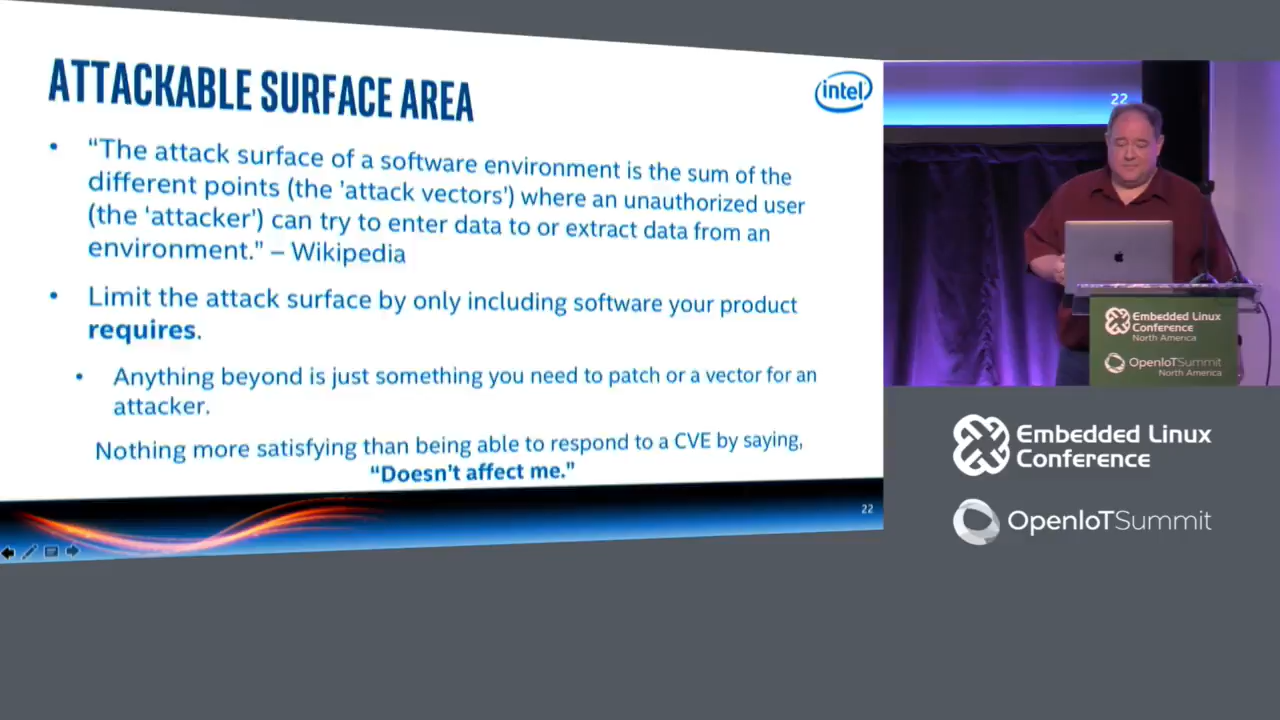 ATTACKABLE SURFACE AREA
intel
• “The attack surface of a software environment is the sum of the
different points (the 'attack vectors') where an unauthorized user
(the ‘attacker’) can try to enter data to or extract data from an
environment." – Wikipedia
• Limit the attack surface by only including software your product
requires.
• Anything beyond is just something you need to patch or a vector for an
attacker.
Nothing more satisfying than being able to respond to a CVE by saying,
“Doesn't affect me.”
22
22
Embedded Linux
Conference
North America
OpenIoTSummit
North America
Embedded Linux
Conference
OpenIoTSummit